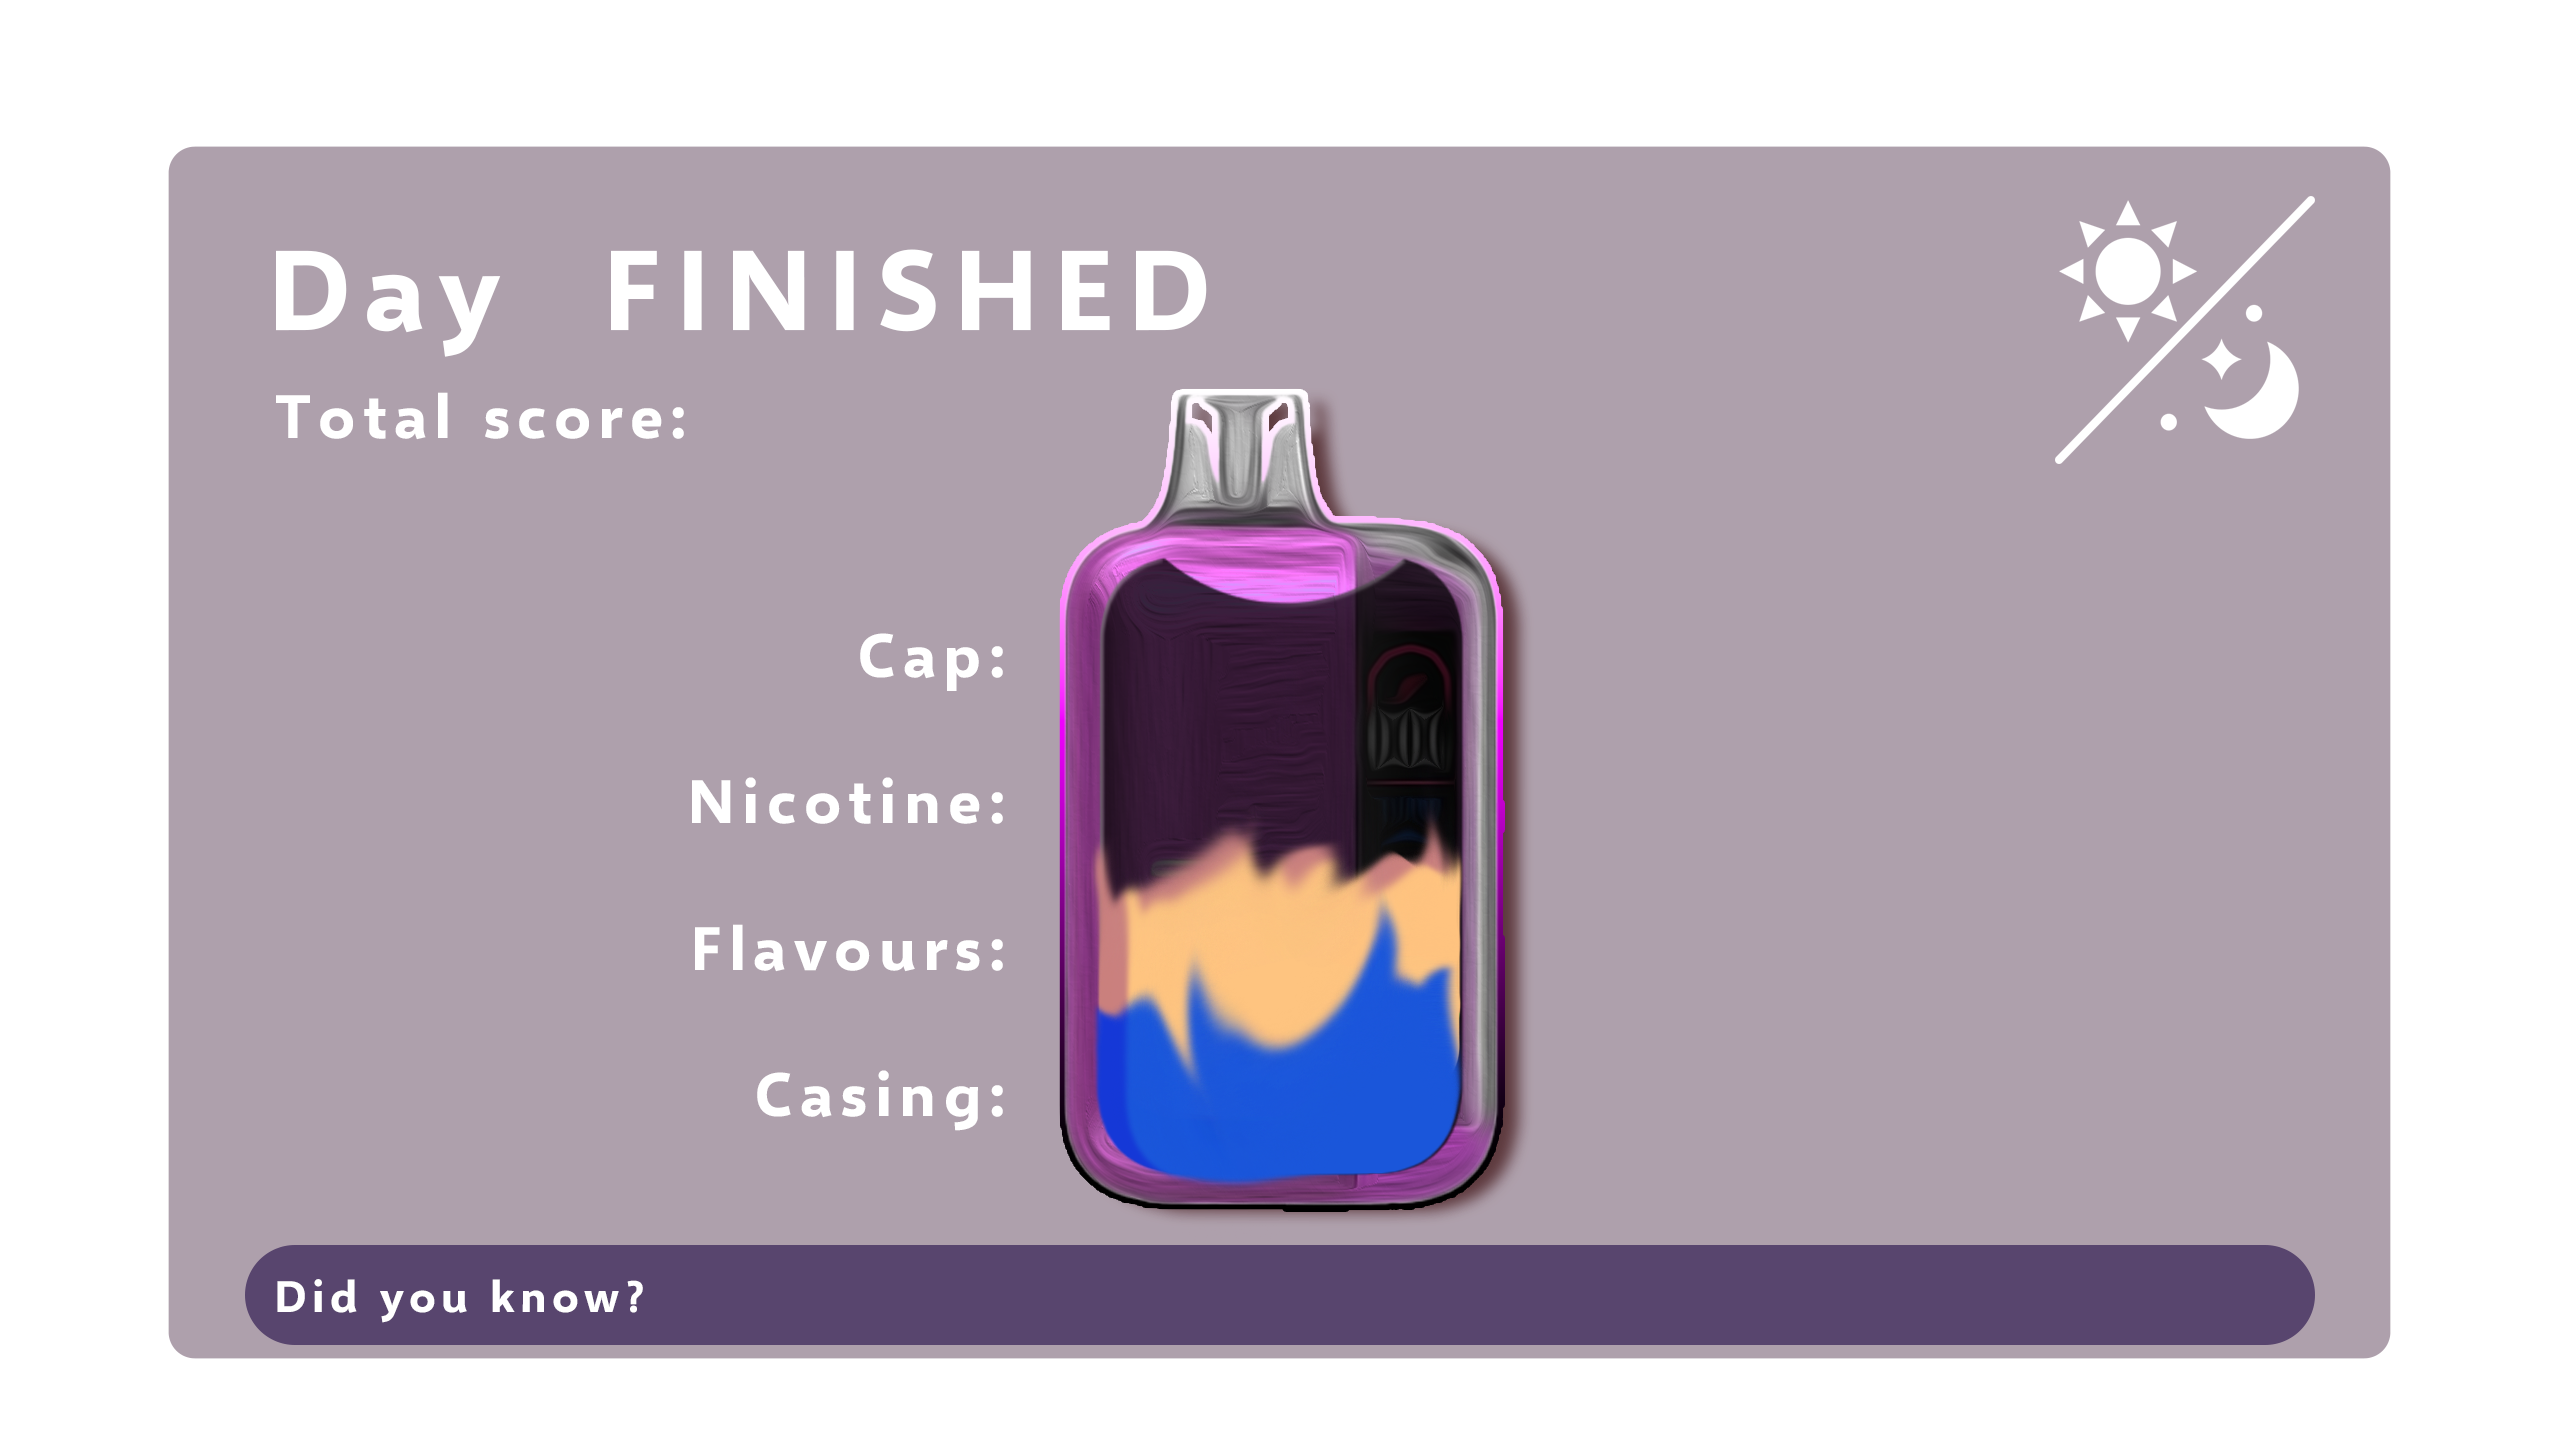 Day FINISHED
Total score:
Cap:
Nicotine:
Flavours:
Casing:
Did you know?